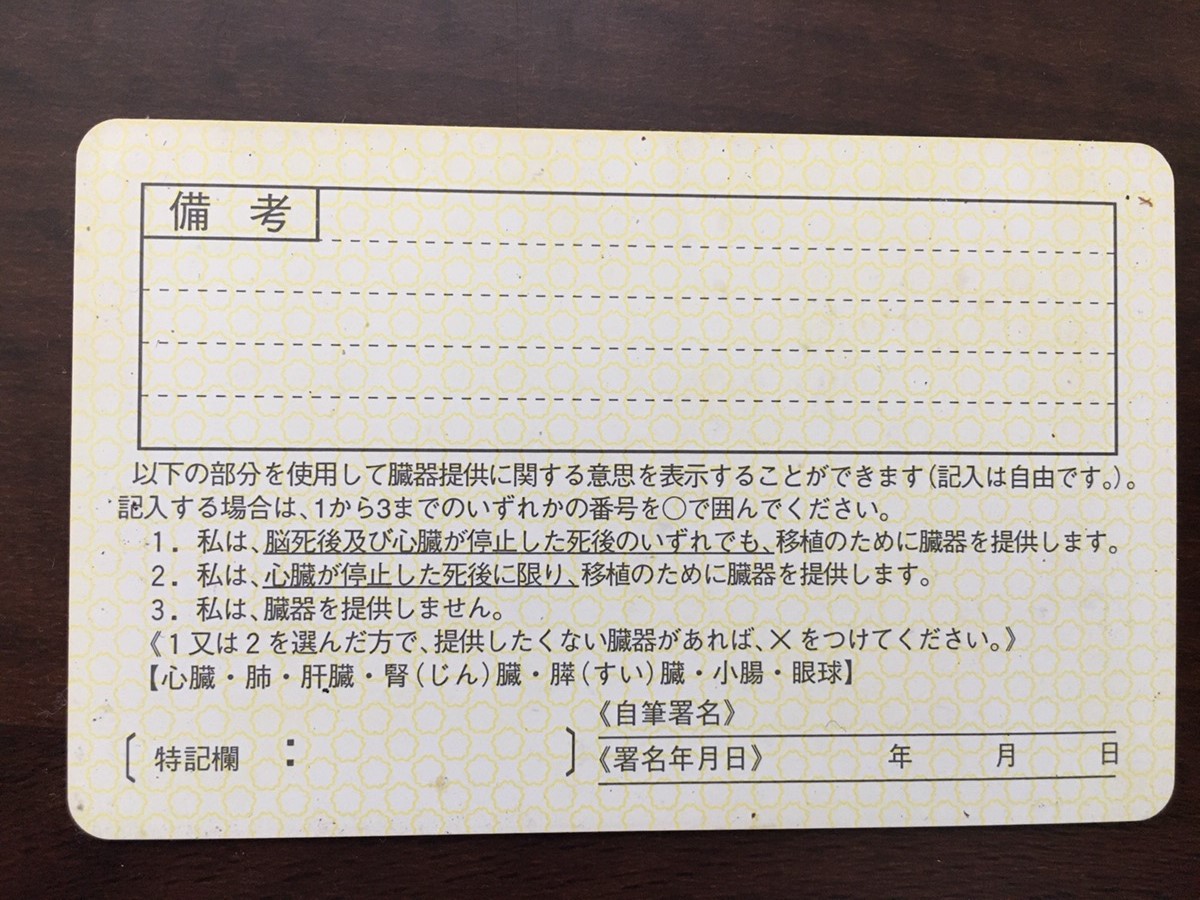 備 考
以下の部分を使用して臓器提供に関する意思を表示することができます(記入は自由です。)。
記入する場合は、1から3までのいずれかの番号を○で囲んでください。
1. 私は、脳死後及び心臓が停止した死後のいずれでも、移植のために臓器を提供します。
2. 私は、心臓が停止した死後に限り、移植のために臓器を提供します。
3. 私は、臓器を提供しません。
《1又は2を選んだ方で、提供したくない臓器があれば、×をつけてください。》
【心臓・肺・肝臓・腎(じん)臓・膵(すい)臓・小腸・眼球】
〔特記欄 : 〕
《自筆署名》
《署名年月日》 年 月 日